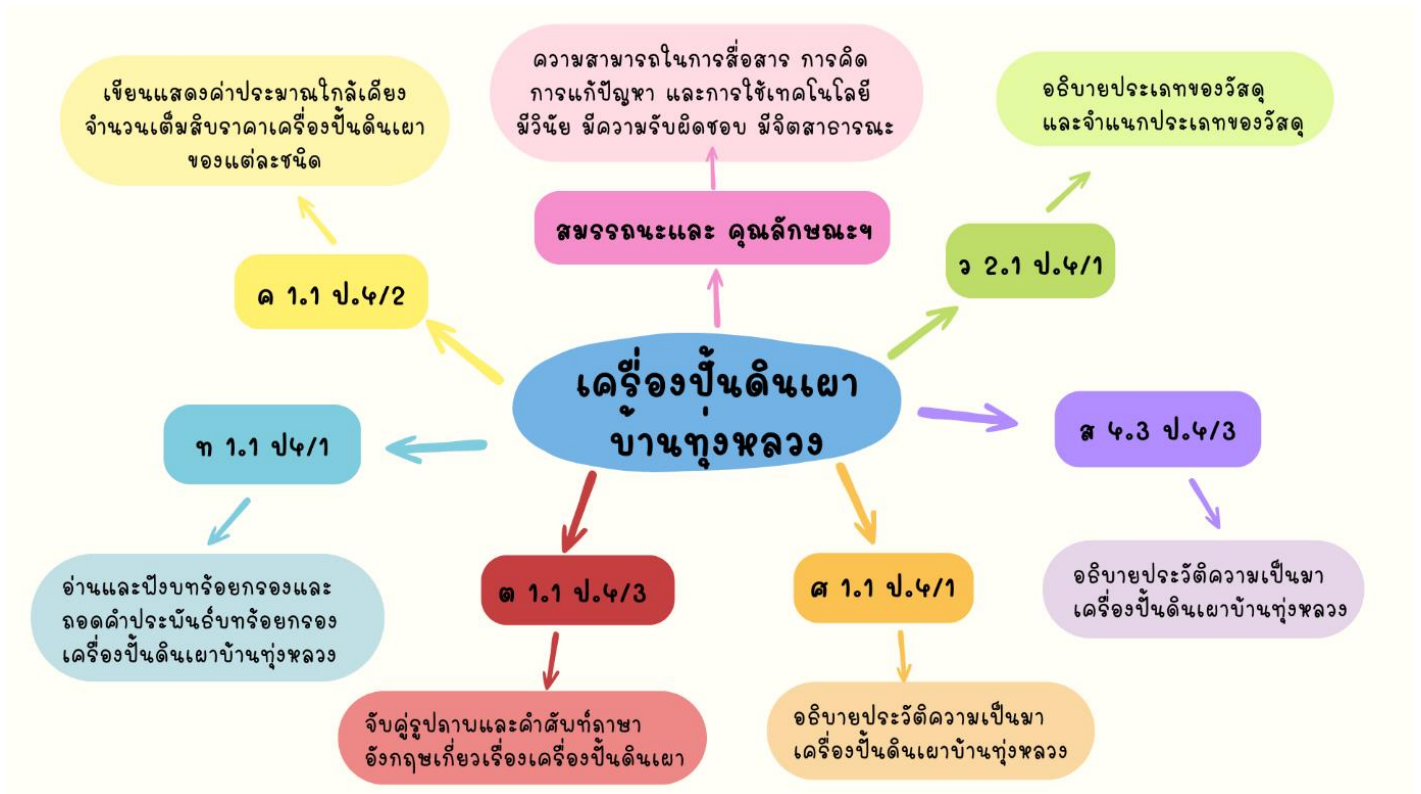 ความสามารถในการสื่อสาร การคิด
การแก้ปัญหา และการใช้เทคโนโลยี
มีวินัย มีความรับผิดชอบ มีจิตสาธารณะ
เขียนแสดงค่าประมาณใกล้เคียง
จำนวนเต็มสิบราคาเครื่องปั้นดินเผา
ของแต่ละชนิด
อธิบายประเภทของวัสดุ
และจำแนกประเภทของวัสดุ
สมรรถนะและ คุณลักษณะฯ
ค 1.1 ป.4/2
ว 2.1 ป.4/1
เครื่องปั้นดินเผา
บ้านทุ่งหลวง
ท 1.1 ป4/1
ส 4.3 ป.4/3
ต 1.1 ป.4/3
ศ 1.1 ป.4/1
อ่านและฟังบทร้อยกรองและ
ถอดคำประพันธ์บทร้อยกรอง
เครื่องปั้นดินเผาบ้านทุ่งหลวง
อธิบายประวัติความเป็นมา
เครื่องปั้นดินเผาบ้านทุ่งหลวง
จับคู่รูปภาพและคำศัพท์ภาษา
อังกฤษเกี่ยวเรื่องเครื่องปั้นดินเผา
อธิบายประวัติความเป็นมา
เครื่องปั้นดินเผาบ้านทุ่งหลวง